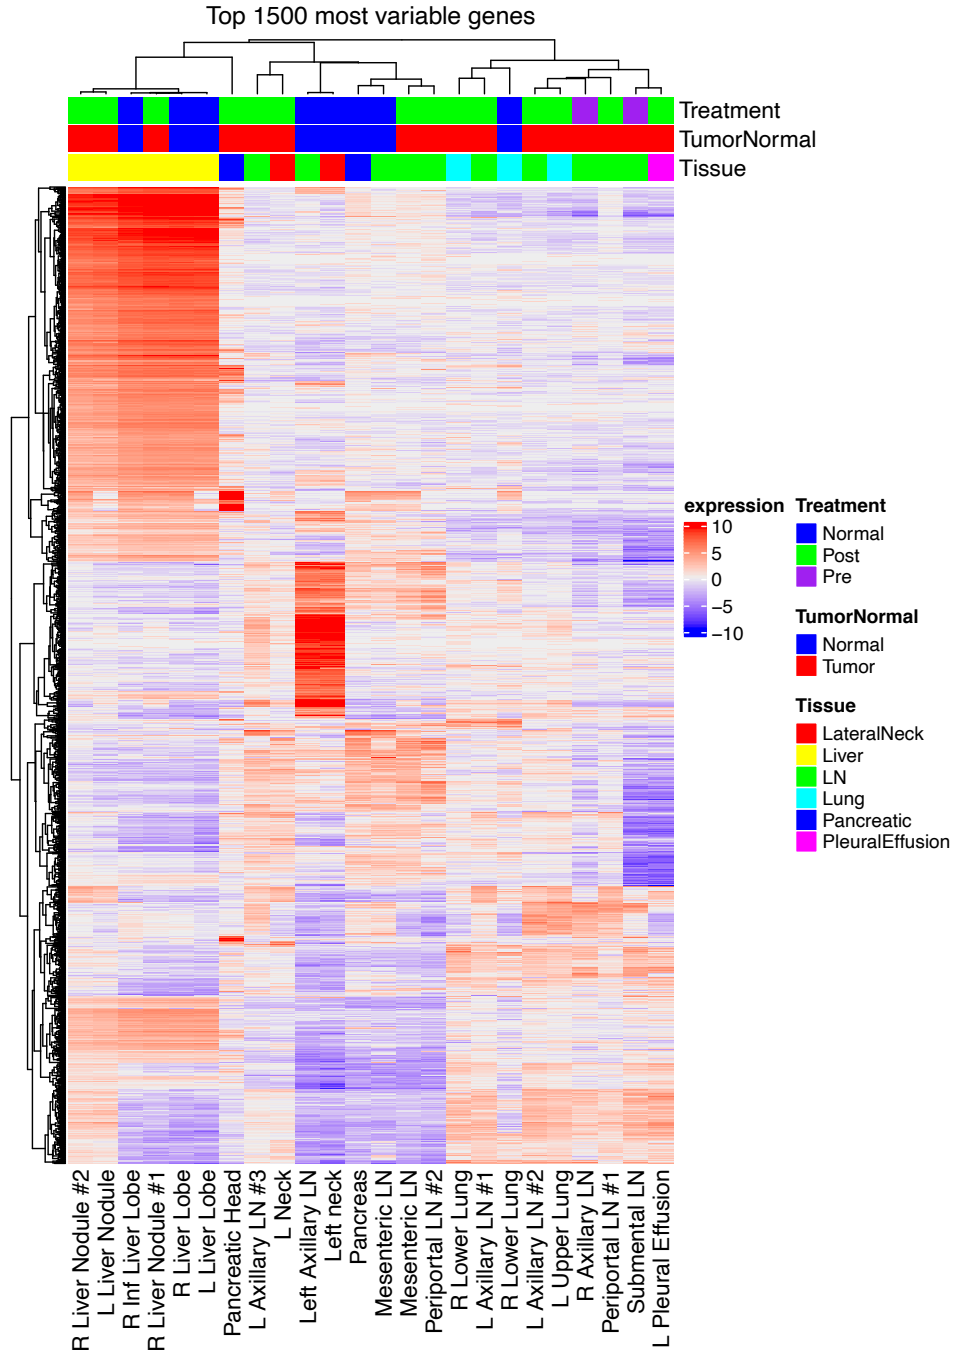 Top 1500 most variable genes
Treatment
TumorNormal
Tissue
expression
10
5
0
−5
−10
Treatment
Normal
Post
Pre
TumorNormal
Normal
Tumor
Tissue
LateralNeck
Liver
LN
Lung
Pancreatic
PleuralEffusion
R Liver Nodule #2
L Liver Nodule
R Inf Liver Lobe
R Liver Nodule #1
R Liver Lobe
L Liver Lobe
Pancreatic Head
L Axillary LN #3
L Neck
Left Axillary LN
Left neck
Pancreas
Mesenteric LN
Mesenteric LN
Periportal LN #2
R Lower Lung
L Axillary LN #1
R Lower Lung
L Axillary LN #2
L Upper Lung
R Axillary LN
Periportal LN #1
Submental LN
L Pleural Effusion